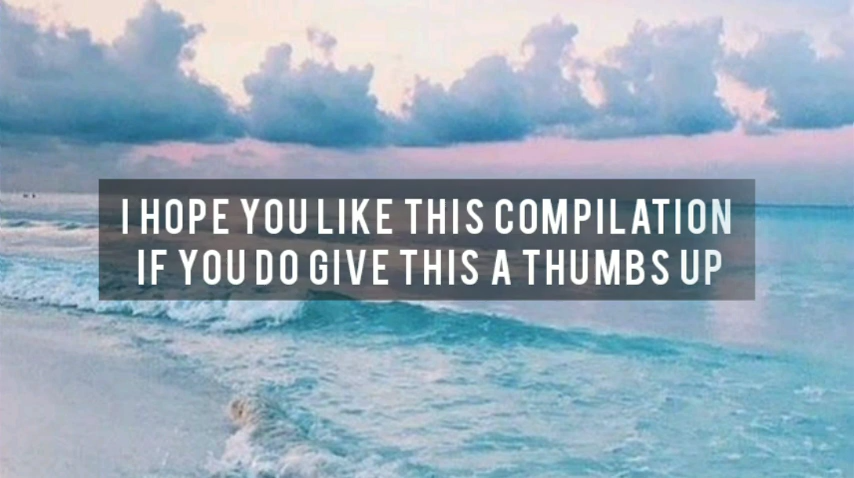 I HOPE YOU LIKE THIS COMPILATION
IF YOU DO GIVE THIS A THUMBS UP